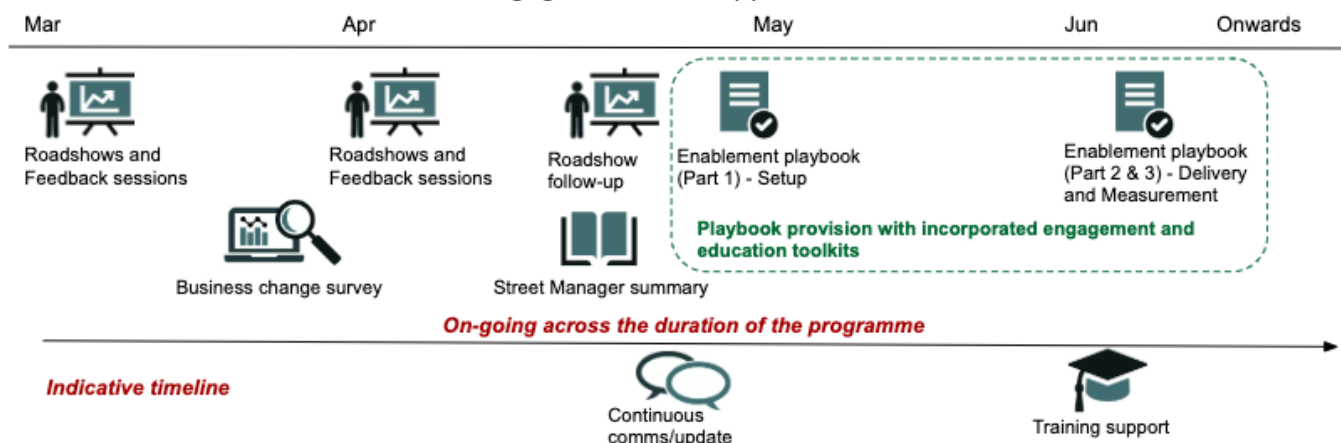 Mar Apr May Jun Onwards
Roadshows and
Feedback sessions
Roadshows and
Feedback sessions
Roadshow
follow-up
Enablement playbook
(Part 1) - Setup
Enablement playbook
(Part 2 & 3) - Delivery
and Measurement
Playbook provision with incorporated engagement and
education toolkits
Business change survey
Street Manager summary
On-going across the duration of the programme
Indicative timeline
Continuous
comms/update
Training support